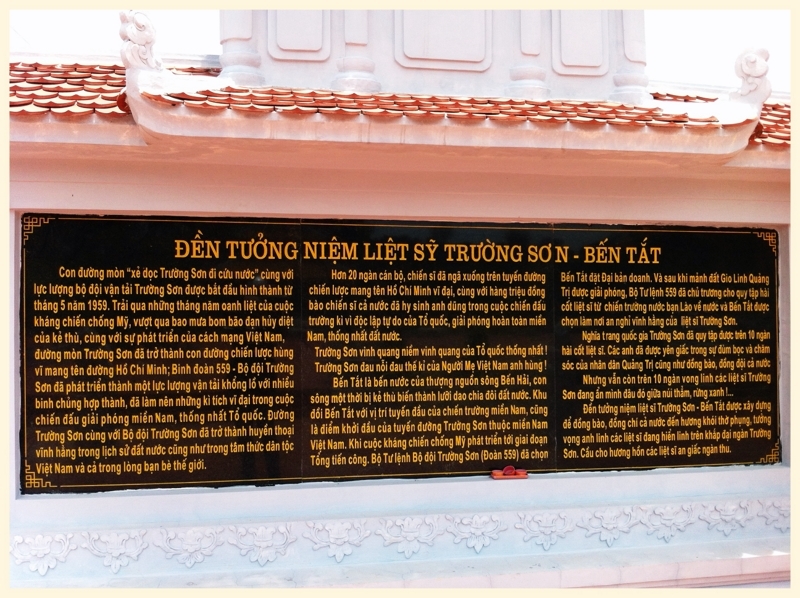 ĐỀN TƯỞNG NIỆM LIỆT SỸ TRƯỜNG SƠN - BẾN TẮT
Con đường mòn "xẻ dọc Trường Sơn đi cứu nước" cùng với
lực lượng bộ đội vận tải Trường Sơn được bắt đầu hình thành từ
tháng 5 năm 1959. Trải qua những tháng năm oanh liệt của cuộc
kháng chiến chống Mỹ, vượt qua bao mưa bom bão đạn hủy diệt
của kẻ thù, cùng với sự phát triển của cách mạng Việt Nam,
đường mòn Trường Sơn đã trở thành con đường chiến lược hùng
vĩ mang tên đường Hồ Chí Minh; Binh đoàn 559 - Bộ đội Trường
Sơn đã phát triển thành một lực lượng vận tải khổng lồ với nhiều
binh chủng hợp thành, đã làm nên những kì tích vĩ đại trong cuộc
chiến đấu giải phóng miền Nam, thống nhất Tổ quốc. Đường
Trường Sơn cùng với Bộ đội Trường Sơn đã trở thành huyền thoại
vĩnh hằng trong lịch sử đất nước cũng như trong tâm thức dân tộc
Việt Nam và cả trong lòng bạn bè thế giới.
Hơn 20 ngàn cán bộ, chiến sĩ đã ngã xuống trên tuyến đường
chiến lược mang tên Hồ Chí Minh vĩ đại, cùng với hàng triệu đồng
bào chiến sĩ cả nước đã hy sinh anh dũng trong cuộc chiến đấu
trường kì vì độc lập tự do của Tổ quốc, giải phóng hoàn toàn miền
Nam, thống nhất đất nước.
Trường Sơn vinh quang niềm vinh quang của Tổ quốc thống nhất !
Trường Sơn đau nỗi đau thế kỉ của Người Mẹ Việt Nam anh hùng !
Bến Tắt là bến nước của thượng nguồn sông Bến Hải, con
sông một thời bị kẻ thù biến thành lưỡi dao chia đôi đất nước. Khu
đồi Bến Tắt với vị trí tuyến đầu của chiến trường miền Nam, cũng
là điểm khởi đầu của tuyến đường Trường Sơn thuộc miền Nam
Việt Nam. Khi cuộc kháng chiến chống Mỹ phát triển tới giai đoạn
Tổng tiến công. Bộ Tư lệnh Bộ đội Trường Sơn (Đoàn 559) đã chọn
Bến Tắt đặt Đại bản doanh. Và sau khi mảnh đất Gio Linh Quảng
Trị được giải phóng, Bộ Tư Lệnh 559 đã chủ trương cho quy tập hài
cốt liệt sĩ từ chiến trường nước bạn Lào về nước và Bến Tắt được
chọn làm nơi an nghỉ vĩnh hằng của liệt sĩ Trường Sơn.
Nghĩa trang quốc gia Trường Sơn đã quy tập được trên 10 ngàn
hài cốt liệt sĩ. Các anh đã được yên giấc trong sự đùm bọc và chăm
sóc của nhân dân Quảng Trị cũng như đồng bào, đồng đội cả nước
Nhưng vẫn còn trên 10 ngàn vong linh các liệt sĩ Trường
Sơn đang ẩn mình đâu đó giữa núi thẳm, rừng xanh !...
Đền tưởng niệm liệt sĩ Trường Sơn - Bến Tắt được xây dựng
để đồng bào, đồng chí cả nước đến hương khói thờ phụng, tưởng
vọng anh linh các liệt sĩ đang hiển linh trên khắp đại ngàn Trường
Sơn. Cầu cho hương hồn các liệt sĩ an giấc ngàn thu.